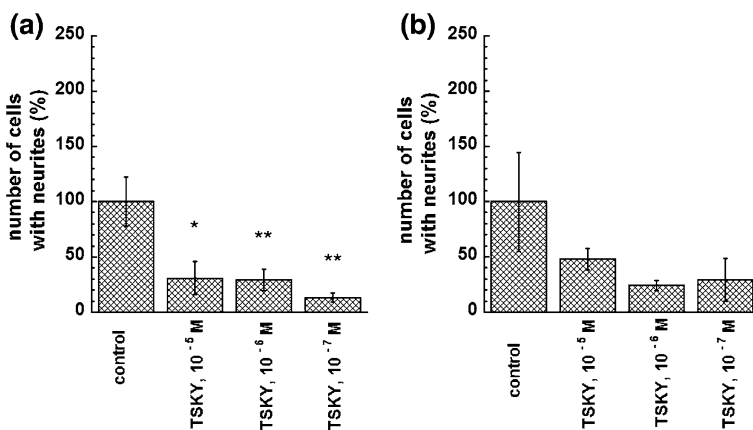 (a)
250
200
150
100
50
0
number of cells
with neurites (%)
*
**
**
control
TSKY, 10⁻⁵ M
TSKY, 10⁻⁶ M
TSKY, 10⁻⁷ M
(b)
250
200
150
100
50
0
number of cells
with neurites (%)
control
TSKY, 10⁻⁵ M
TSKY, 10⁻⁶ M
TSKY, 10⁻⁷ M